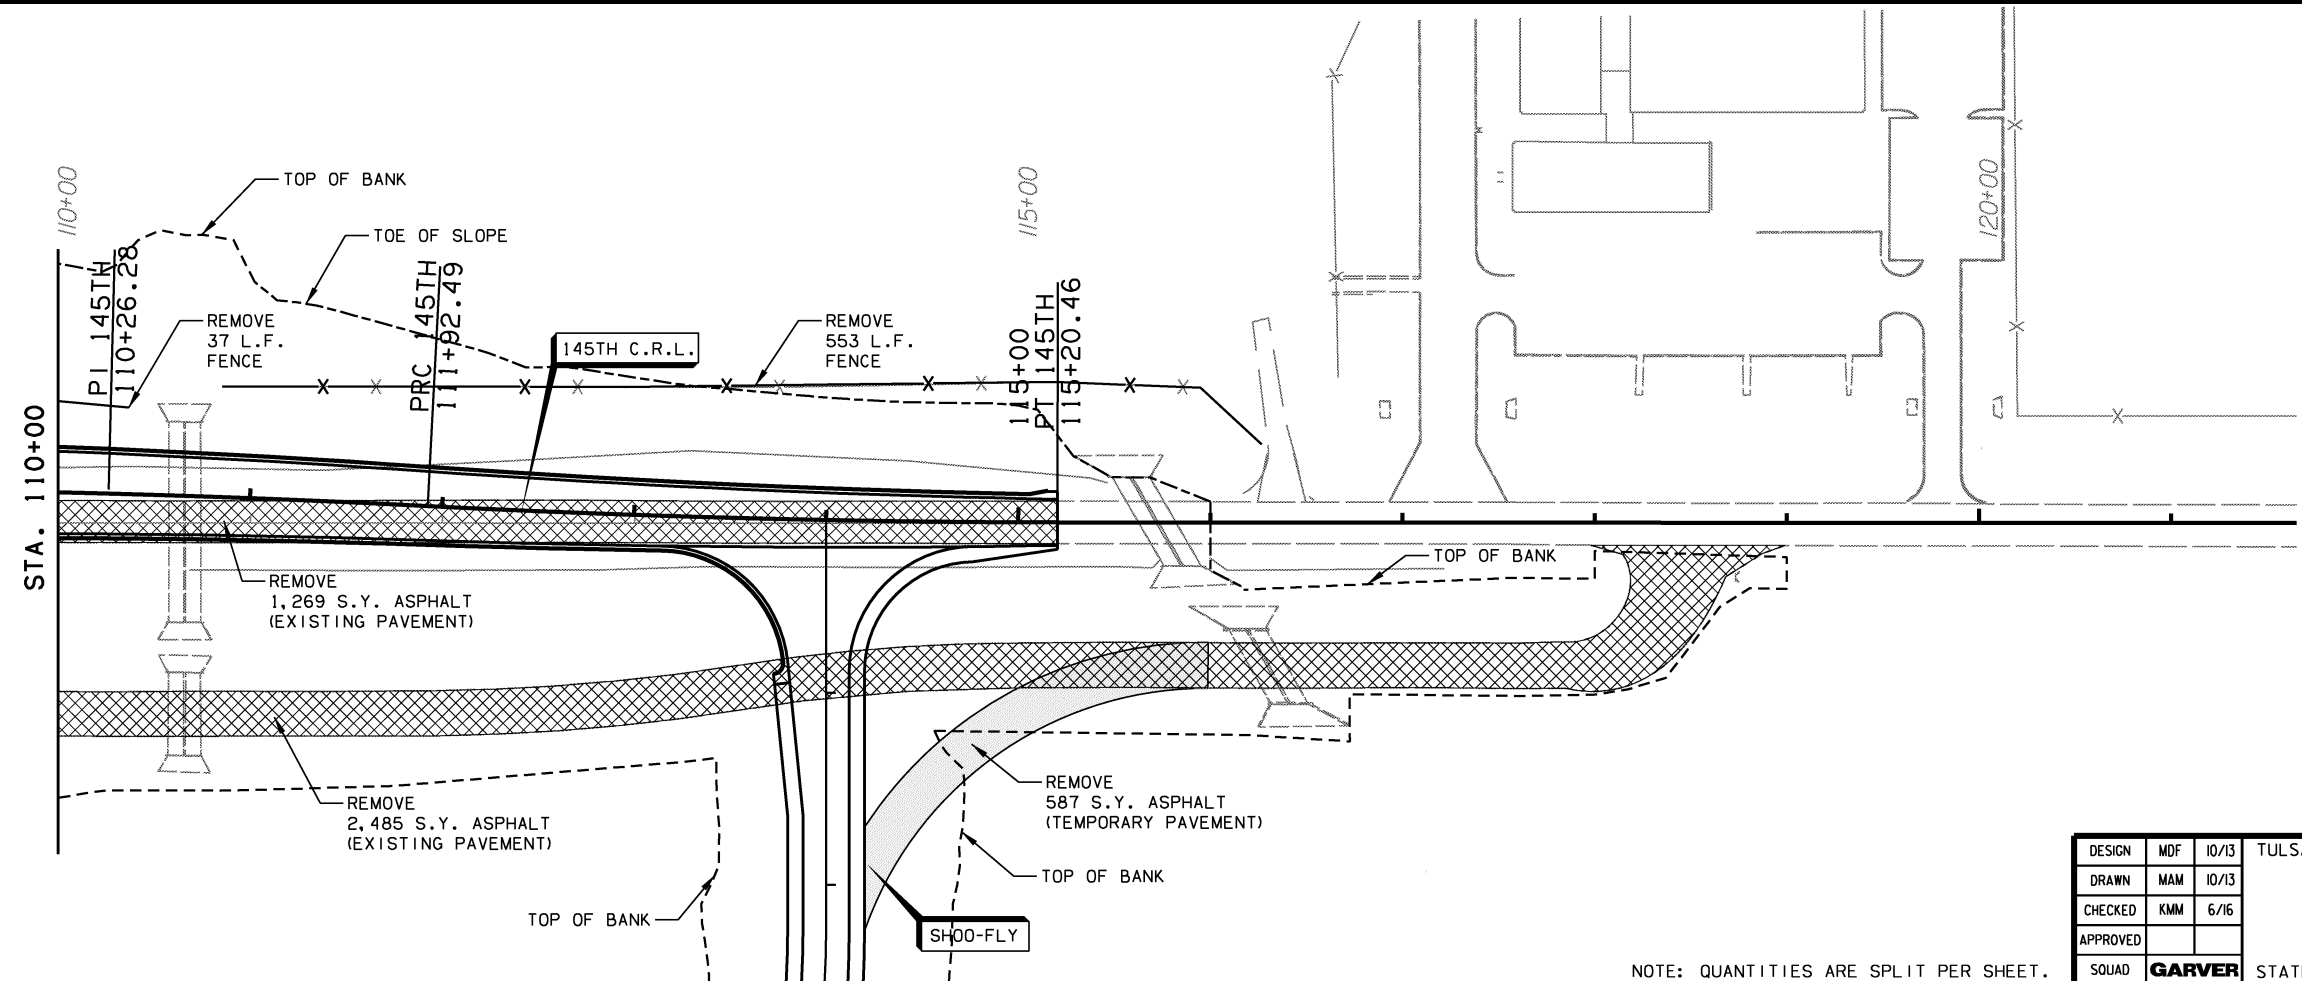 110+00
115+00
120+00
TOP OF BANK
TOE OF SLOPE
PI 145TH
110+26.28
PRC 145TH
111+92.49
115+00
PT 145TH
115+20.46
REMOVE
37 L.F.
FENCE
145TH C.R.L.
REMOVE
553 L.F.
FENCE
STA. 110+00
REMOVE
1,269 S.Y. ASPHALT
(EXISTING PAVEMENT)
TOP OF BANK
REMOVE
2,485 S.Y. ASPHALT
(EXISTING PAVEMENT)
REMOVE
587 S.Y. ASPHALT
(TEMPORARY PAVEMENT)
TOP OF BANK
TOP OF BANK
SHOO-FLY
NOTE: QUANTITIES ARE SPLIT PER SHEET.
DESIGN MDF 10/13
DRAWN MAM 10/13
CHECKED KMM 6/16
APPROVED
SQUAD GARVER